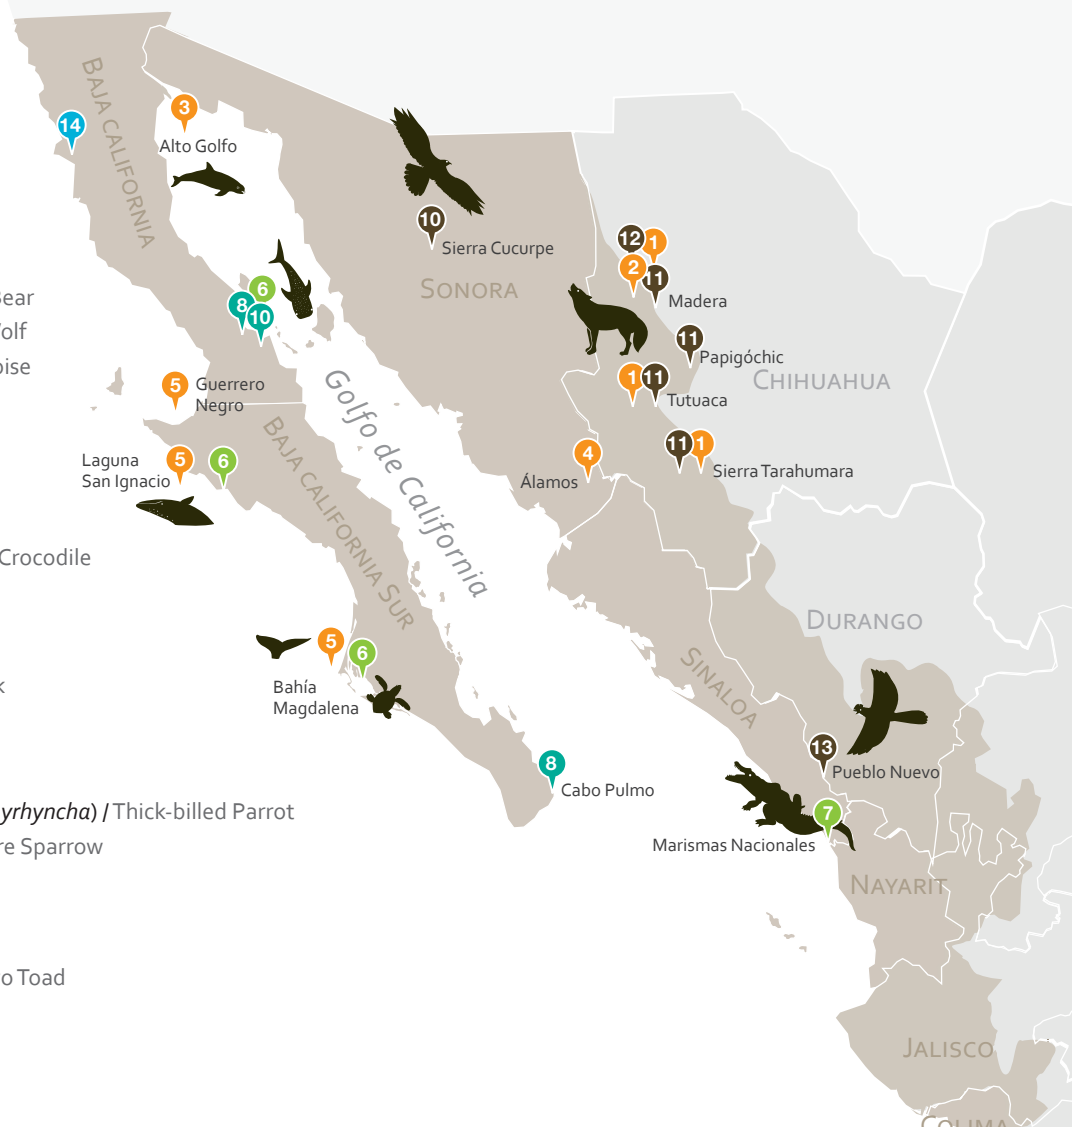 BAJA CALIFORNIA
14
3
Alto Golfo
10
Sierra Cucurpe
SONORA
12
1
2
11
Madera
11
Papigóchic
CHIHUAHUA
1
11
Tutuaca
11
1
Sierra Tarahumara
4
Álamos
6
8
10
Bear
Wolf
oise
5
Guerrero
Negro
Golfo de California
5
Laguna
San Ignacio
6
BAJA CALIFORNIA SUR
Crocodile
DURANGO
SINALOA
5
6
Bahía
Magdalena
k
8
Cabo Pulmo
13
Pueblo Nuevo
7
Marismas Nacionales
yrhyncha) / Thick-billed Parrot
re Sparrow
NAYARIT
o Toad
JALISCO
COLIMA